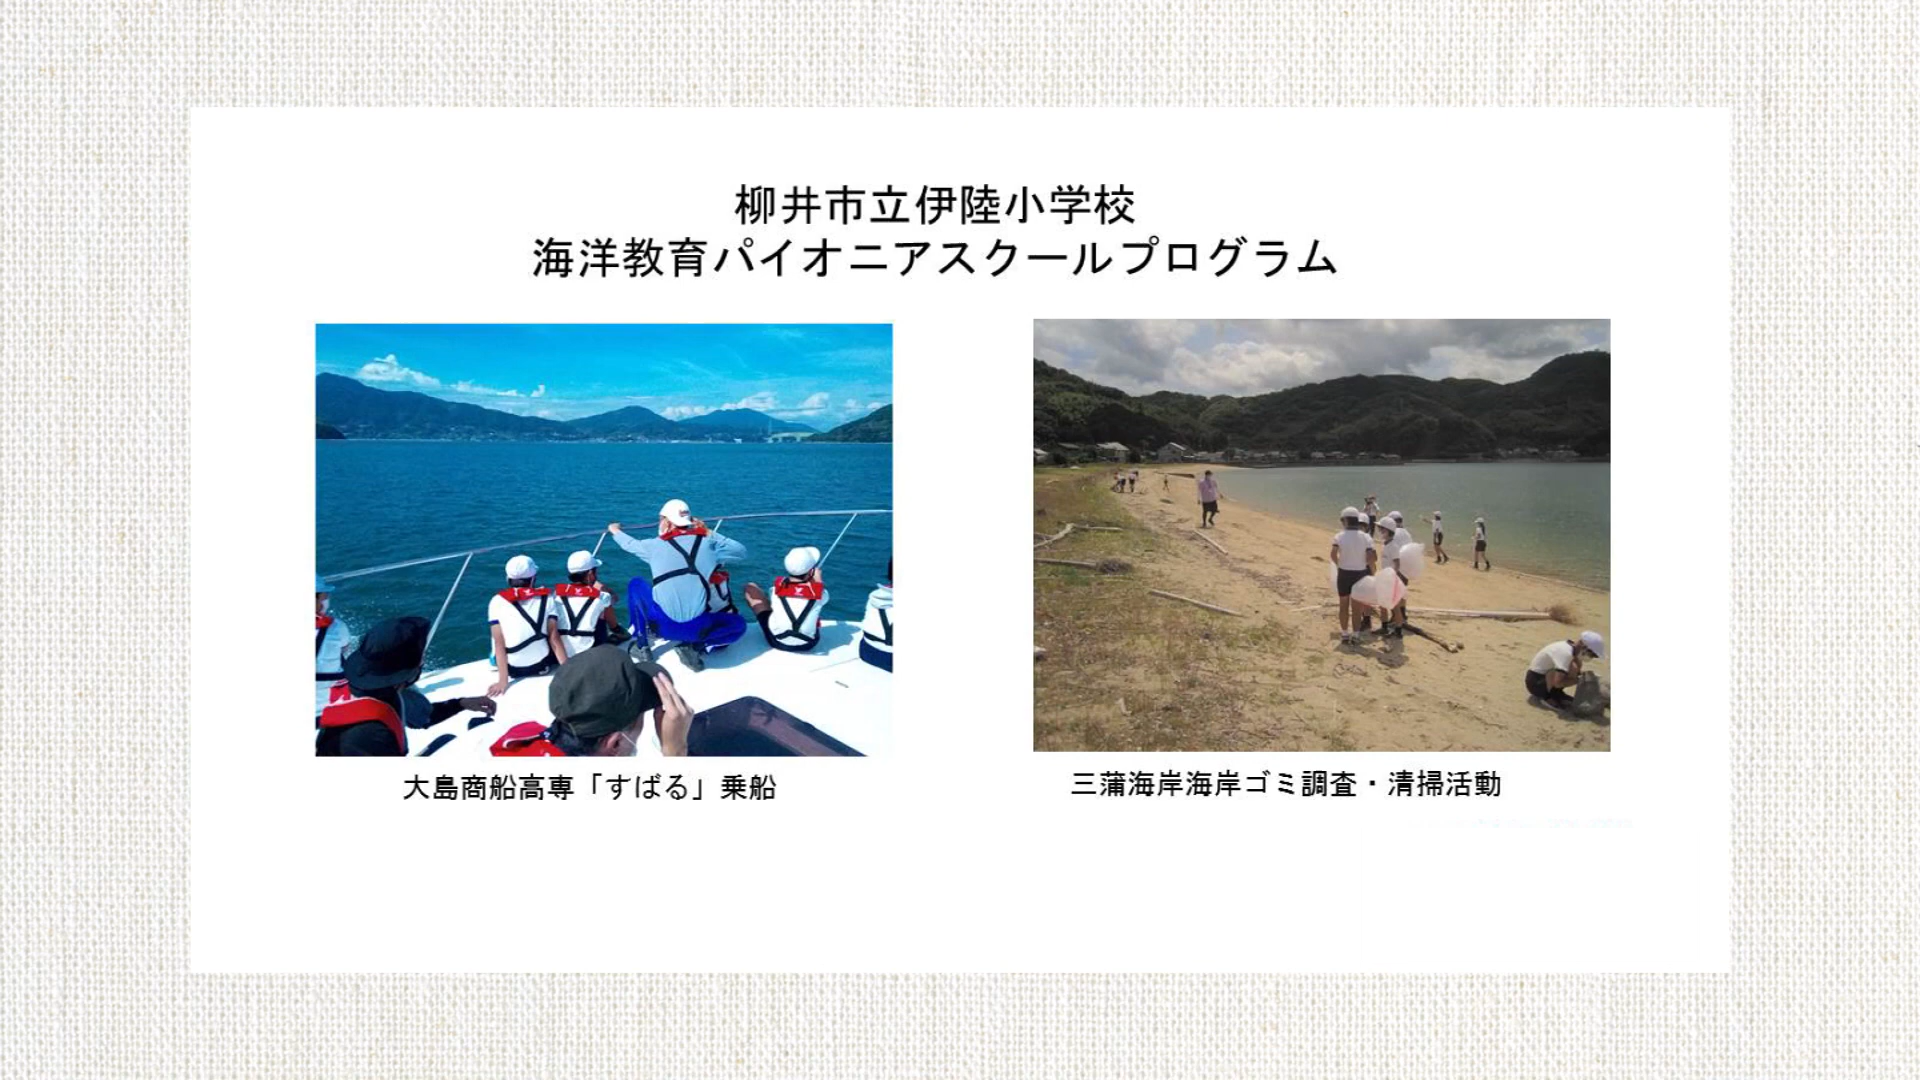 柳井市立伊陸小学校
海洋教育パイオニアスクールプログラム
大島商船高専「すばる」乗船
三蒲海岸海岸ゴミ調査・清掃活動